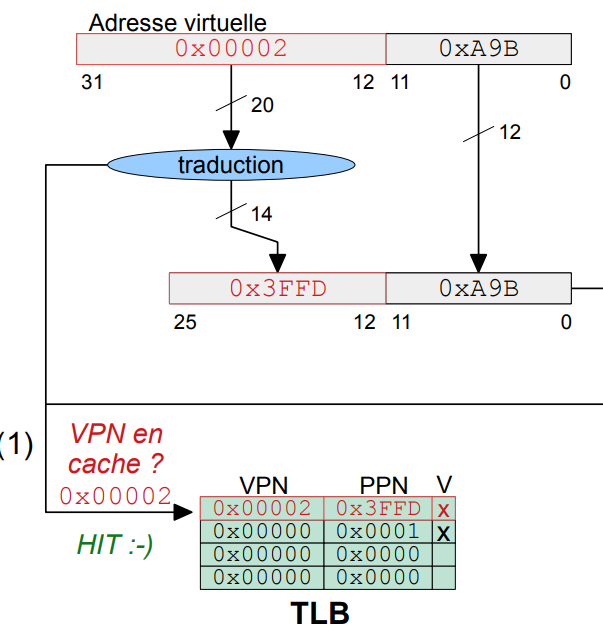 Adresse virtuelle
0x00002 0xA9B
31 12 11 0
20
12
traduction
14
0x3FFD 0xA9B
25 12 11 0
(1)
VPN en
cache ?
0x00002
HIT :-)
VPN PPN V
0x00002 0x3FFD x
0x00000 0x0001 x
0x00000 0x0000
0x00000 0x0000
TLB